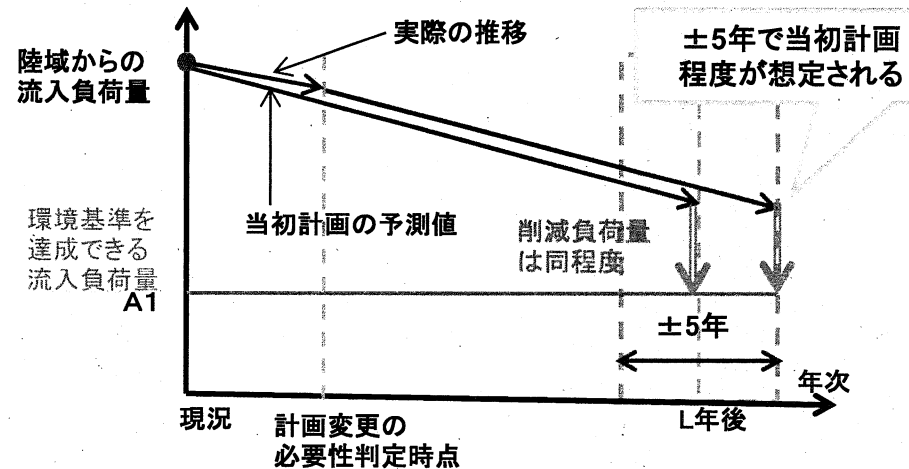 実際の推移
±5年で当初計画
程度が想定される
陸域からの
流入負荷量
当初計画の予測値
環境基準を
達成できる
流入負荷量
A1
削減負荷量
は同程度
±5年
年次
現況
計画変更の
必要性判定時点
L年後